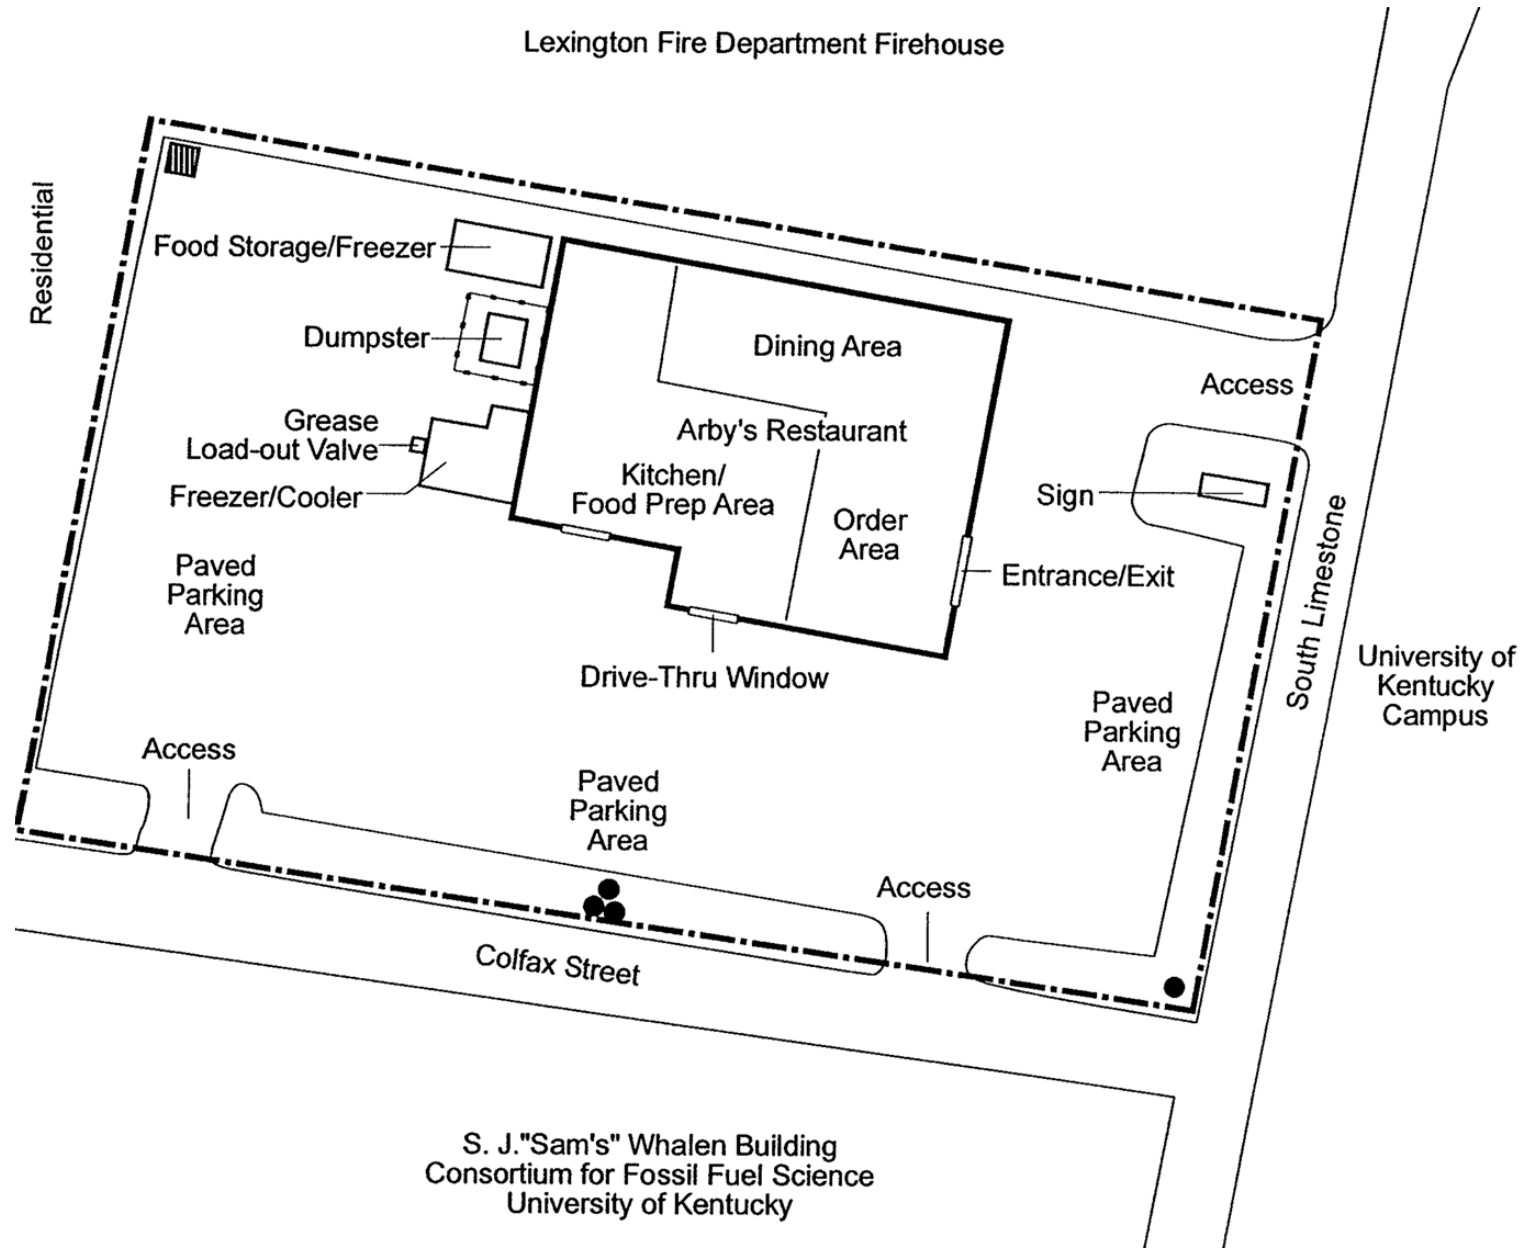 Lexington Fire Department Firehouse
Residential
Food Storage/Freezer
Dumpster
Dining Area
Access
Grease
Load-out Valve
Arby's Restaurant
Freezer/Cooler
Kitchen/
Food Prep Area
Order
Area
Sign
Entrance/Exit
South Limestone
Paved
Parking
Area
University of
Kentucky
Campus
Drive-Thru Window
Paved
Parking
Area
Access
Paved
Parking
Area
Access
Colfax Street
S. J."Sam's" Whalen Building
Consortium for Fossil Fuel Science
University of Kentucky